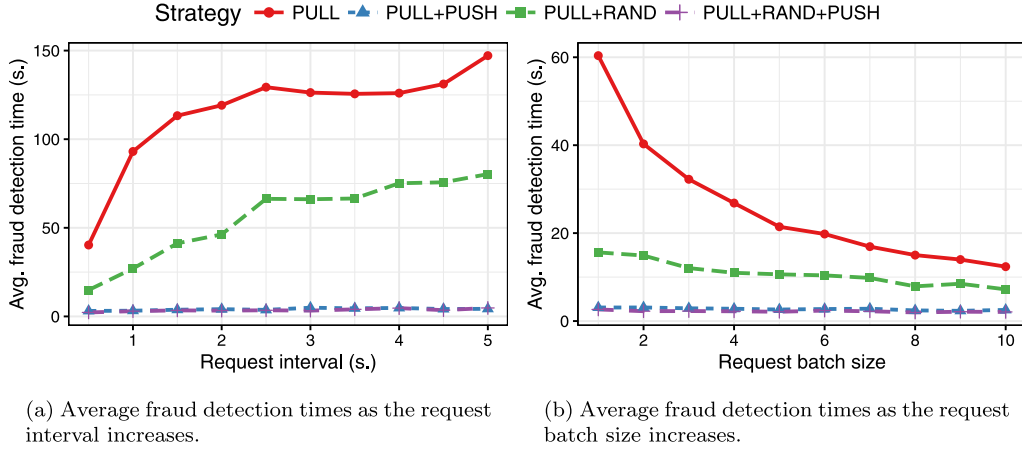 Strategy PULL PULL+PUSH PULL+RAND PULL+RAND+PUSH
Avg. fraud detection time (s.)
150
100
50
0
1 2 3 4 5
Request interval (s.)
Avg. fraud detection time (s.)
60
40
20
0
2 4 6 8 10
Request batch size
(a) Average fraud detection times as the request
interval increases.
(b) Average fraud detection times as the request
batch size increases.